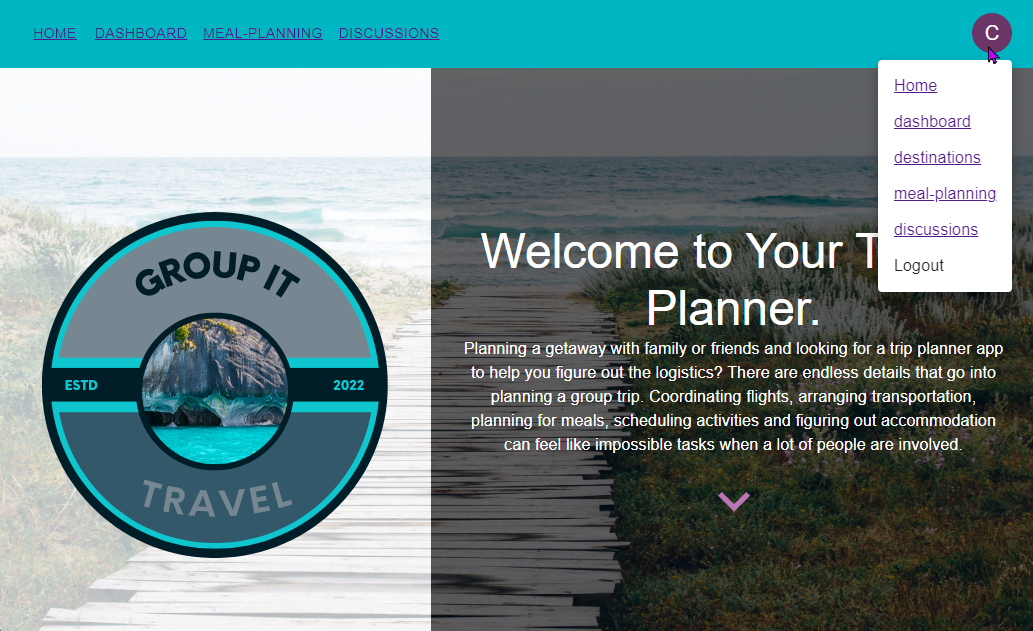 HOME DASHBOARD MEAL-PLANNING DISCUSSIONS
C
Home
dashboard
destinations
meal-planning
discussions
Logout
GROUP IT
ESTD 2022
TRAVEL
Welcome to Your T
Planner.
Planning a getaway with family or friends and looking for a trip planner app
to help you figure out the logistics? There are endless details that go into
planning a group trip. Coordinating flights, arranging transportation,
planning for meals, scheduling activities and figuring out accommodation
can feel like impossible tasks when a lot of people are involved.